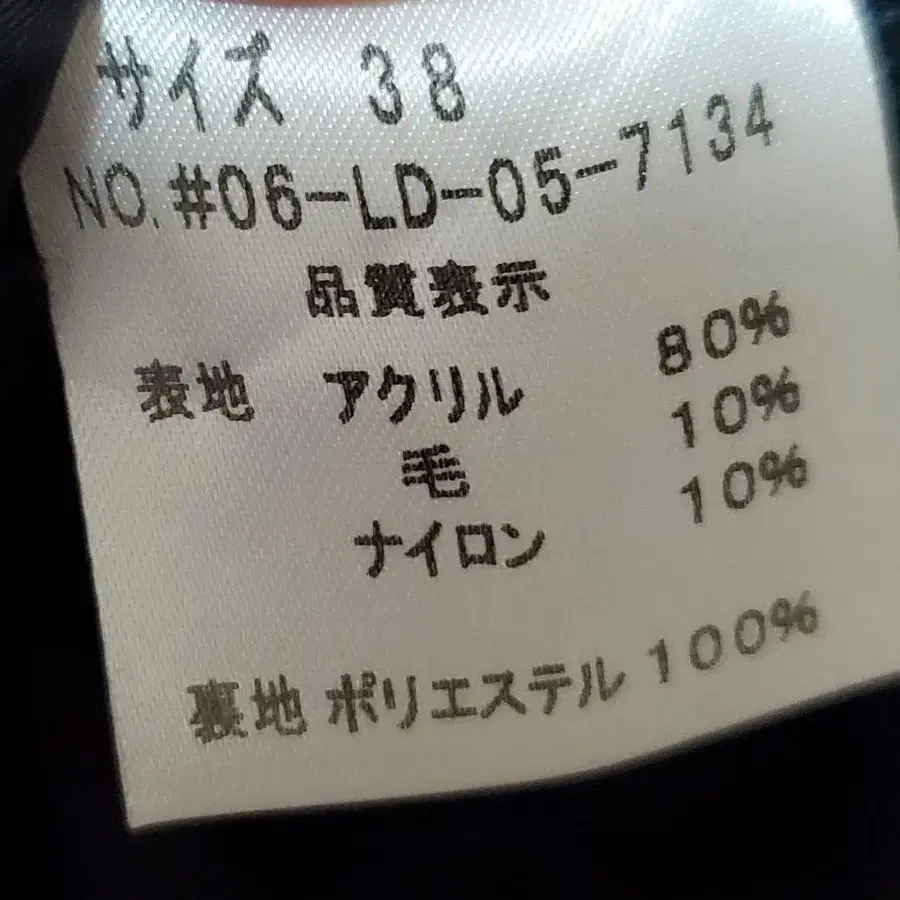 サイズ 38
NO. #06-LD-05-7134
品質表示
表地 アクリル 80%
毛 10%
ナイロン 10%
裏地 ポリエステル 100%